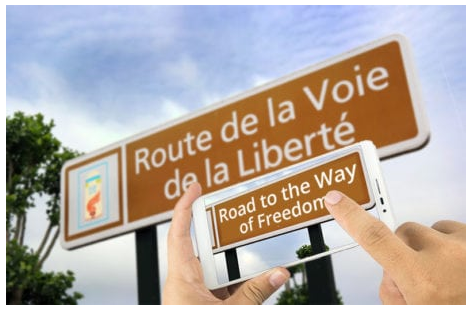 Route de la Voie
de la Liberté
Road to the Way
of Freedom